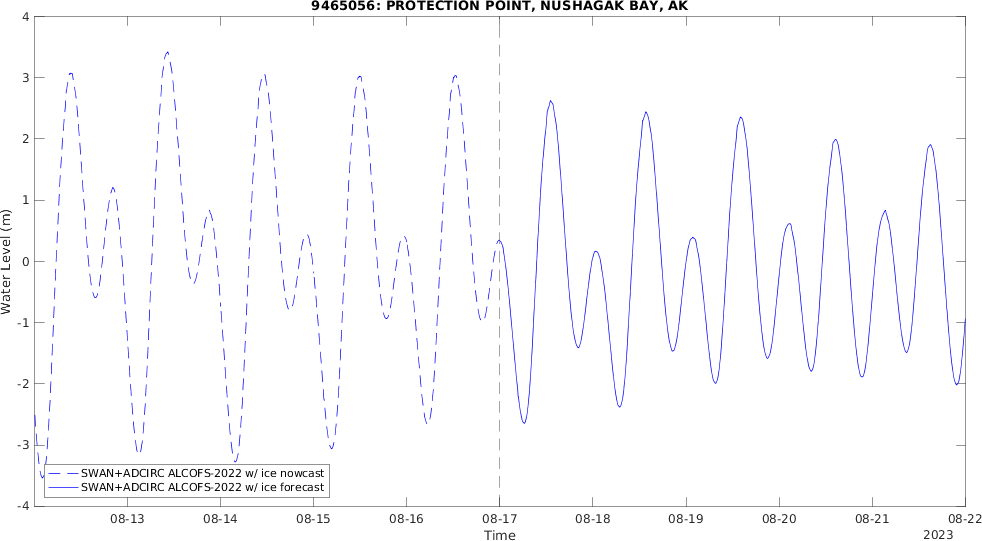 9465056: PROTECTION POINT, NUSHAGAK BAY, AK
4
3
2
1
0
-1
-2
-3
-4
Water Level (m)
SWAN+ADCIRC ALCOFS-2022 w/ ice nowcast
SWAN+ADCIRC ALCOFS-2022 w/ ice forecast
08-13 08-14 08-15 08-16 08-17 08-18 08-19 08-20 08-21 08-22
Time
2023